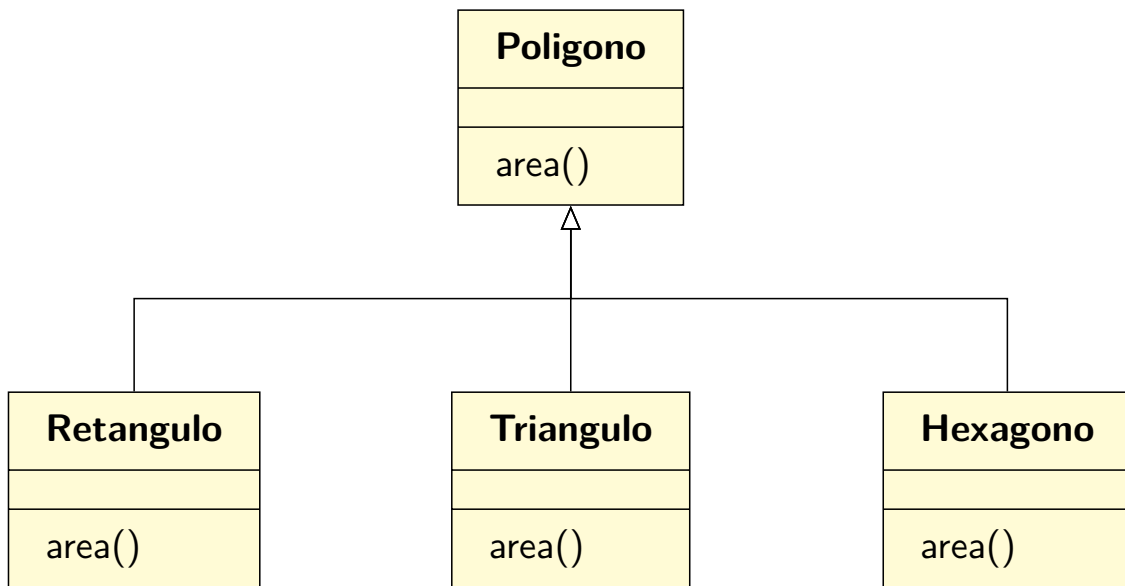 Poligono
area()
Retangulo
area()
Triangulo
area()
Hexagono
area()